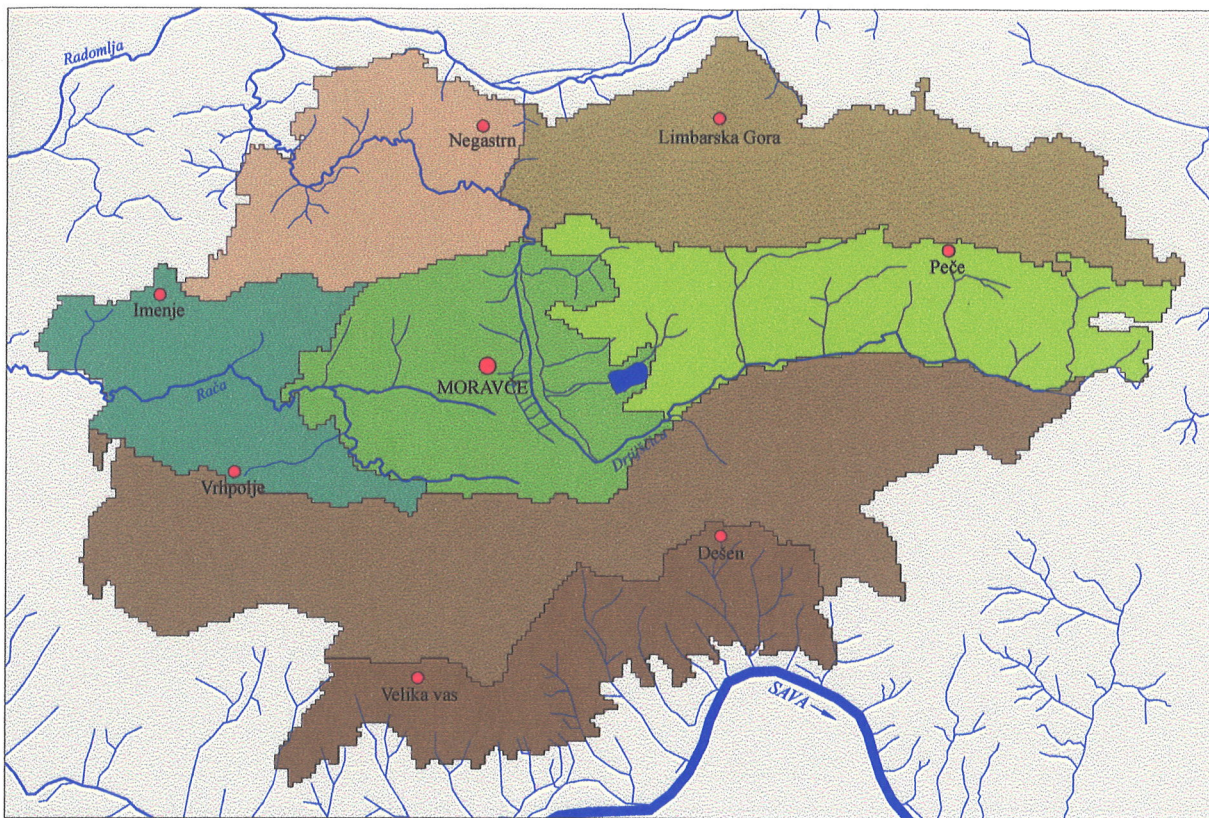 Radomlja
Negastrn
Limbarska Gora
Peče
Imenje
MORAVČE
Rača
Drtijščica
Vrhpolje
Dešen
Velika vas
SAVA